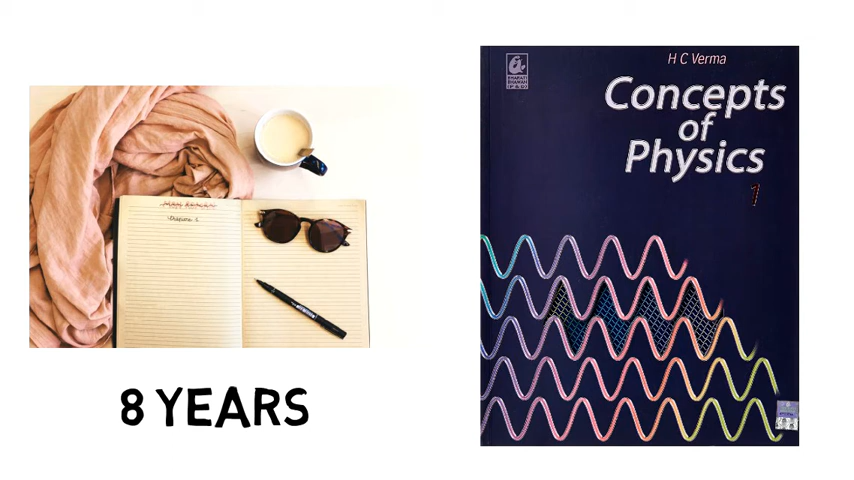 8 YEARS
H C Verma
Concepts
of
Physics
1